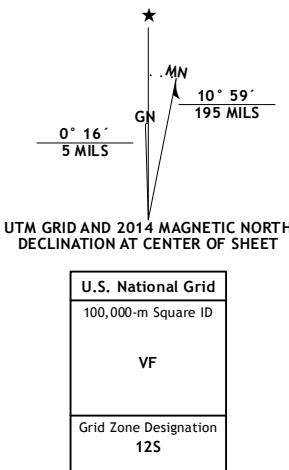 ★
MN
GN
10° 59´
195 MILS
0° 16´
5 MILS
UTM GRID AND 2014 MAGNETIC NORTH
DECLINATION AT CENTER OF SHEET
U.S. National Grid
100,000-m Square ID
VF
Grid Zone Designation
12S